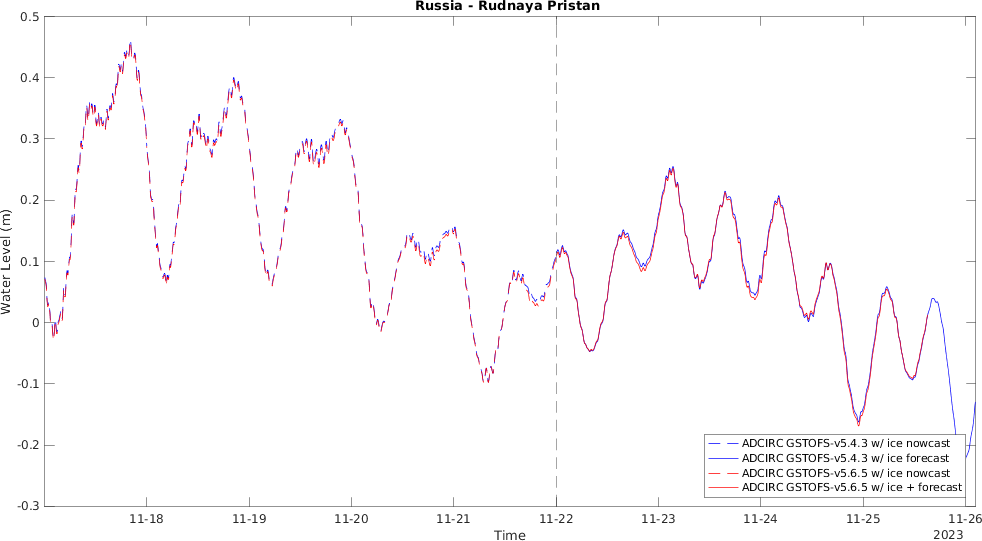 Russia - Rudnaya Pristan
0.5
0.4
0.3
0.2
0.1
0
-0.1
-0.2
-0.3
Water Level (m)
ADCIRC GSTOFS-v5.4.3 w/ ice nowcast
ADCIRC GSTOFS-v5.4.3 w/ ice forecast
ADCIRC GSTOFS-v5.6.5 w/ ice nowcast
ADCIRC GSTOFS-v5.6.5 w/ ice + forecast
11-18 11-19 11-20 11-21 11-22 11-23 11-24 11-25 11-26
Time
2023